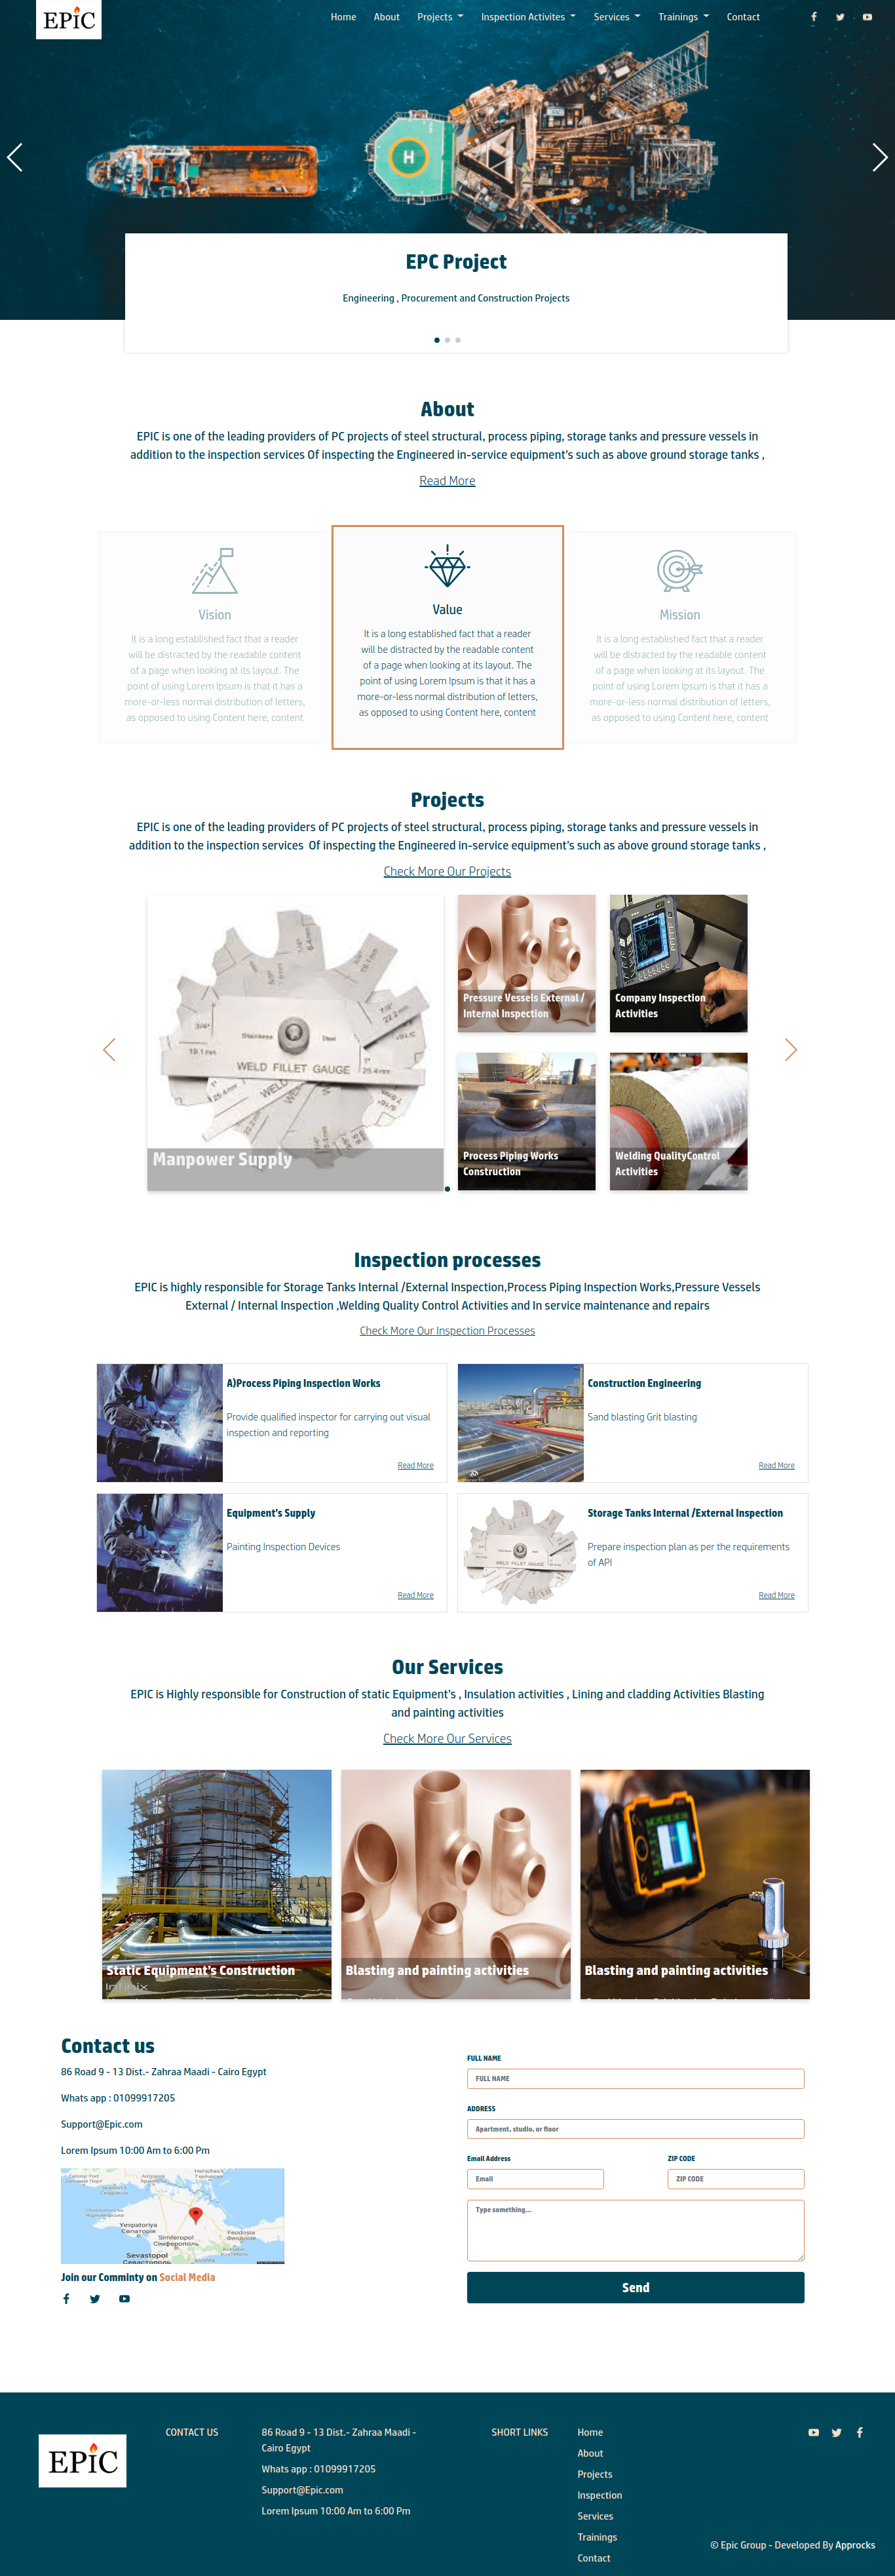 EPiC
Home About Projects Inspection Activites Services Trainings Contact
H
EPC Project
Engineering , Procurement and Construction Projects
About
EPIC is one of the leading providers of PC projects of steel structural, process piping, storage tanks and pressure vessels in
addition to the inspection services Of inspecting the Engineered in-service equipment's such as above ground storage tanks ,
Read More
Vision
It is a long established fact that a reader
will be distracted by the readable content
of a page when looking at its layout. The
point of using Lorem Ipsum is that it has a
more-or-less normal distribution of letters,
as opposed to using Content here, content
Value
It is a long established fact that a reader
will be distracted by the readable content
of a page when looking at its layout. The
point of using Lorem Ipsum is that it has a
more-or-less normal distribution of letters,
as opposed to using Content here, content
Mission
It is a long established fact that a reader
will be distracted by the readable content
of a page when looking at its layout. The
point of using Lorem Ipsum is that it has a
more-or-less normal distribution of letters,
as opposed to using Content here, content
Projects
EPIC is one of the leading providers of PC projects of steel structural, process piping, storage tanks and pressure vessels in
addition to the inspection services Of inspecting the Engineered in-service equipment's such as above ground storage tanks ,
Check More Our Projects
3/4"
19.1 mm
Stainless Steel
WELD FILLET GAUGE
1"
25.4 mm
Manpower Supply
Pressure Vessels External /
Internal Inspection
Company Inspection
Activities
Process Piping Works
Construction
Welding QualityControl
Activities
Inspection processes
EPIC is highly responsible for Storage Tanks Internal /External Inspection,Process Piping Inspection Works,Pressure Vessels
External / Internal Inspection ,Welding Quality Control Activities and In service maintenance and repairs
Check More Our Inspection Processes
A)Process Piping Inspection Works
Provide qualified inspector for carrying out visual
inspection and reporting
Read More
Construction Engineering
Sand blasting Grit blasting
Read More
Equipment's Supply
Painting Inspection Devices
Read More
WELD FILLET GAUGE
Storage Tanks Internal /External Inspection
Prepare inspection plan as per the requirements
of API
Read More
Our Services
EPIC is Highly responsible for Construction of static Equipment's , Insulation activities , Lining and cladding Activities Blasting
and painting activities
Check More Our Services
Static Equipment's Construction
Infinix
Blasting and painting activities
Blasting and painting activities
Contact us
86 Road 9 - 13 Dist.- Zahraa Maadi - Cairo Egypt
Whats app : 01099917205
Support@Epic.com
Lorem Ipsum 10:00 Am to 6:00 Pm
Yevpatoriya
Євпаторія
Simferopol
Сімферополь
Feodosia
Феодосія
Sevastopol
Севастополь
Join our Comminty on Social Media
FULL NAME
FULL NAME
ADDRESS
Apartment, studio, or floor
Email Address
Email
ZIP CODE
ZIP CODE
Type something...
Send
EPiC
CONTACT US
86 Road 9 - 13 Dist.- Zahraa Maadi -
Cairo Egypt
Whats app : 01099917205
Support@Epic.com
Lorem Ipsum 10:00 Am to 6:00 Pm
SHORT LINKS
Home
About
Projects
Inspection
Services
Trainings
Contact
© Epic Group - Developed By Approcks